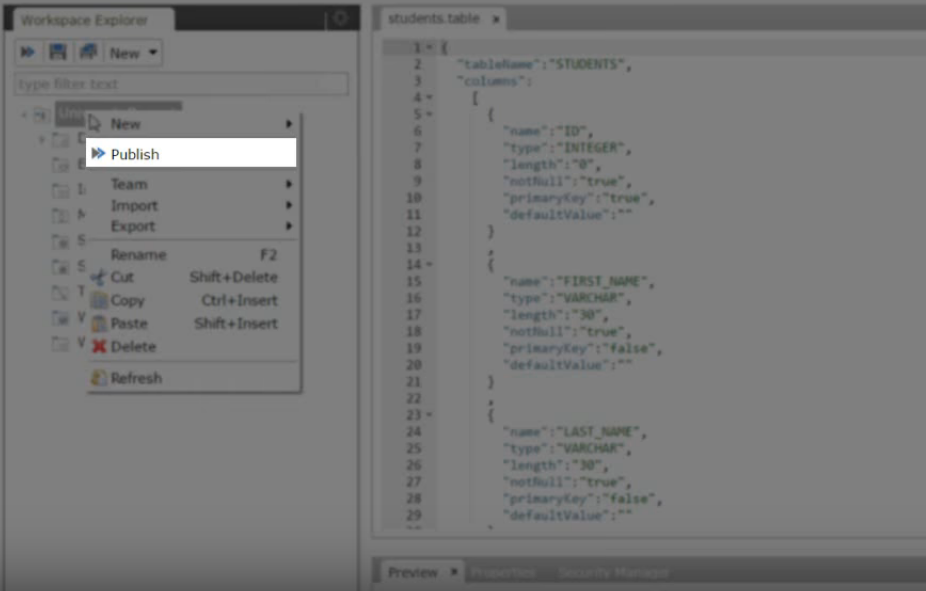 Workspace Explorer
New
type filter text
New
Publish
Team
Import
Export
Rename F2
Cut Shift+Delete
Copy Ctrl+Insert
Paste Shift+Insert
Delete
Refresh
students.table
1 {
2 "tableName":"STUDENTS",
3 "columns":
4 [
5 {
6 "name":"ID",
7 "type":"INTEGER",
8 "length":"0",
9 "notNull":"true",
10 "primaryKey":"true",
11 "defaultValue":""
12 }
13 ,
14 {
15 "name":"FIRST_NAME",
16 "type":"VARCHAR",
17 "length":"30",
18 "notNull":"true",
19 "primaryKey":"false",
20 "defaultValue":""
21 }
22 ,
23 {
24 "name":"LAST_NAME",
25 "type":"VARCHAR",
26 "length":"30",
27 "notNull":"true",
28 "primaryKey":"false",
29 "defaultValue":""
Preview Properties Security Manager